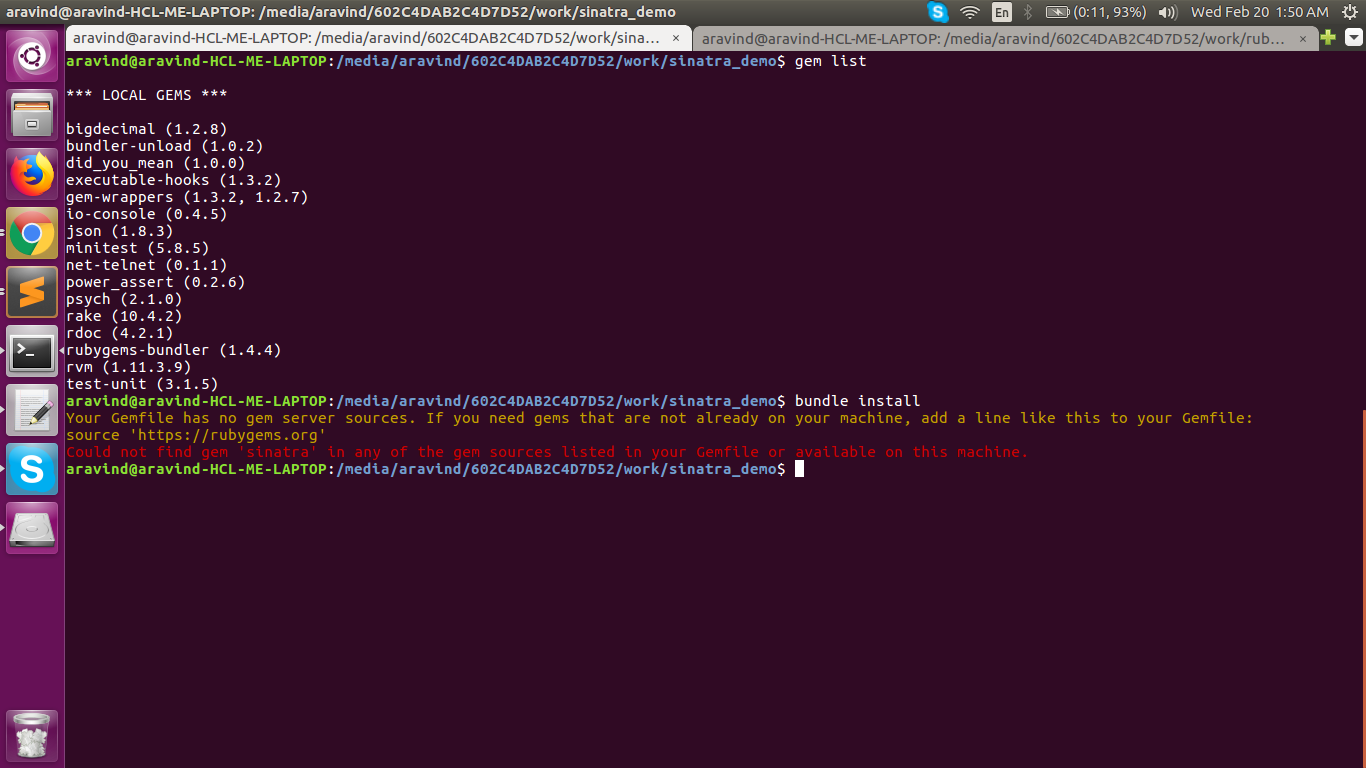 aravind@aravind-HCL-ME-LAPTOP: /media/aravind/602C4DAB2C4D7D52/work/sinatra_demo
En
(0:11, 93%)
Wed Feb 20 1:50 AM
aravind@aravind-HCL-ME-LAPTOP: /media/aravind/602C4DAB2C4D7D52/work/sina... ×
aravind@aravind-HCL-ME-LAPTOP: /media/aravind/602C4DAB2C4D7D52/work/rub... ×
aravind@aravind-HCL-ME-LAPTOP:/media/aravind/602C4DAB2C4D7D52/work/sinatra_demo$ gem list
*** LOCAL GEMS ***
bigdecimal (1.2.8)
bundler-unload (1.0.2)
did_you_mean (1.0.0)
executable-hooks (1.3.2)
gem-wrappers (1.3.2, 1.2.7)
io-console (0.4.5)
json (1.8.3)
minitest (5.8.5)
net-telnet (0.1.1)
power_assert (0.2.6)
psych (2.1.0)
rake (10.4.2)
rdoc (4.2.1)
rubygems-bundler (1.4.4)
rvm (1.11.3.9)
test-unit (3.1.5)
aravind@aravind-HCL-ME-LAPTOP:/media/aravind/602C4DAB2C4D7D52/work/sinatra_demo$ bundle install
Your Gemfile has no gem server sources. If you need gems that are not already on your machine, add a line like this to your Gemfile:
source 'https://rubygems.org'
Could not find gem 'sinatra' in any of the gem sources listed in your Gemfile or available on this machine.
aravind@aravind-HCL-ME-LAPTOP:/media/aravind/602C4DAB2C4D7D52/work/sinatra_demo$